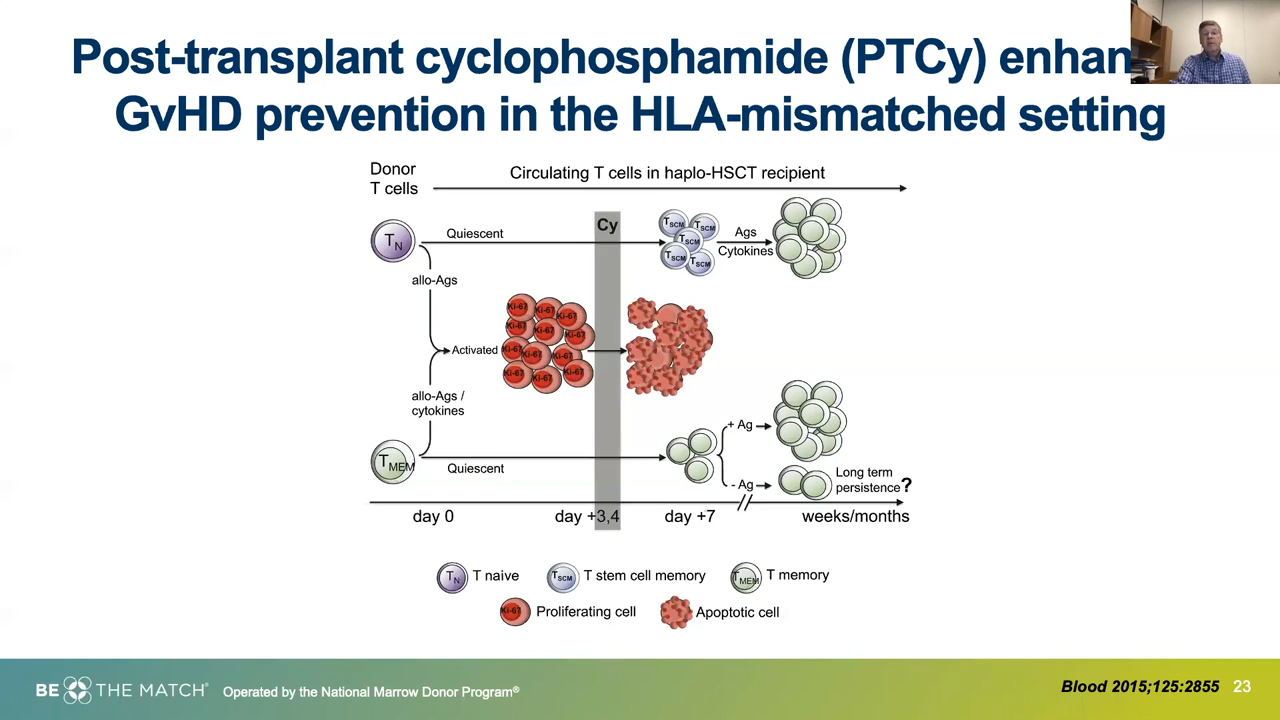 Post-transplant cyclophosphamide (PTCy) enhan
GvHD prevention in the HLA-mismatched setting
Donor
T cells
Circulating T cells in haplo-HSCT recipient
Cy
TN
Quiescent
TSCM
TSCM
TSCM
TSCM
TSCM
Ags
Cytokines
allo-Ags
Ki-67
Ki-67
Ki-67
Ki-67
Ki-67
Ki-67
Ki-67
Ki-67
Ki-67
Ki-67
Ki-67
Ki-67
Activated
allo-Ags /
cytokines
TMEM
Quiescent
+ Ag
- Ag
Long term
persistence?
day 0
day +3,4
day +7
weeks/months
TN T naive
TSCM T stem cell memory
TMEM T memory
Ki-67 Proliferating cell
Apoptotic cell
BE THE MATCH®
Operated by the National Marrow Donor Program®
Blood 2015;125:2855
23